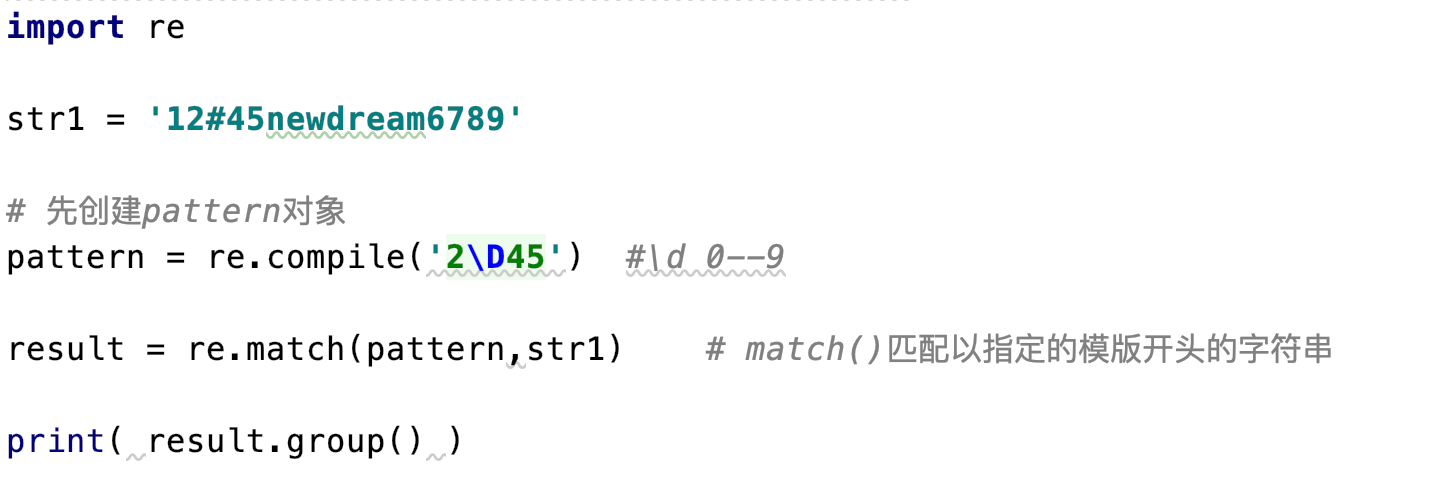 import re
str1 = '12#45newdream6789'
# 先创建pattern对象
pattern = re.compile('2\D45')  #\d 0--9
result = re.match(pattern,str1)    # match()匹配以指定的模版开头的字符串
print( result.group() )